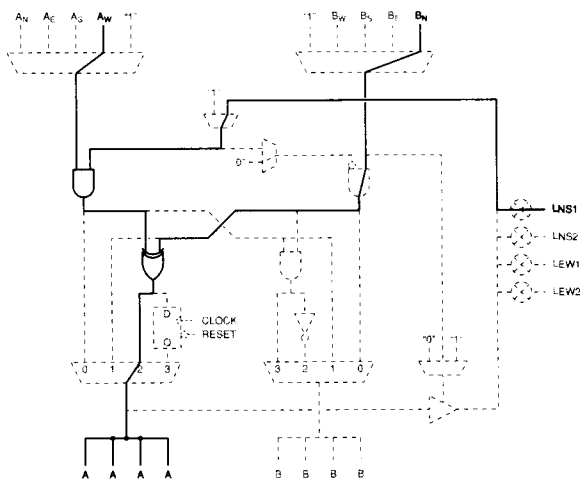 A_N A_E A_S A_W "1" "1" B_W B_S B_E B_N
"1"
"0"
LNS1
LNS2
LEW1
LEW2
D
CLOCK
RESET
Q
"0" "1"
0 1 2 3 3 2 1 0
A A A A B B B B